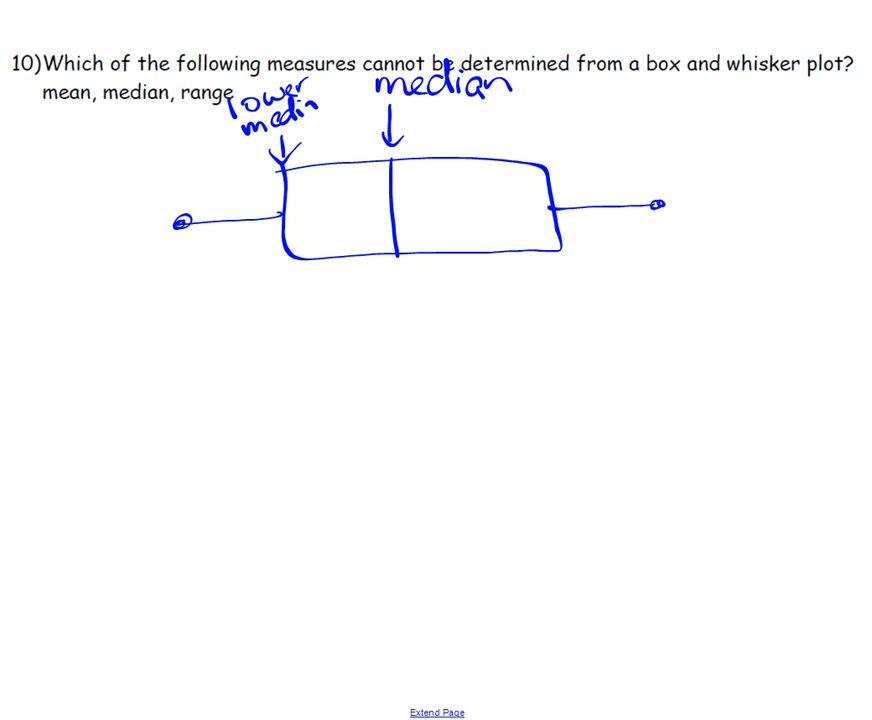 10)Which of the following measures cannot be determined from a box and whisker plot?
mean, median, range
median
lower
medin
Extend Page